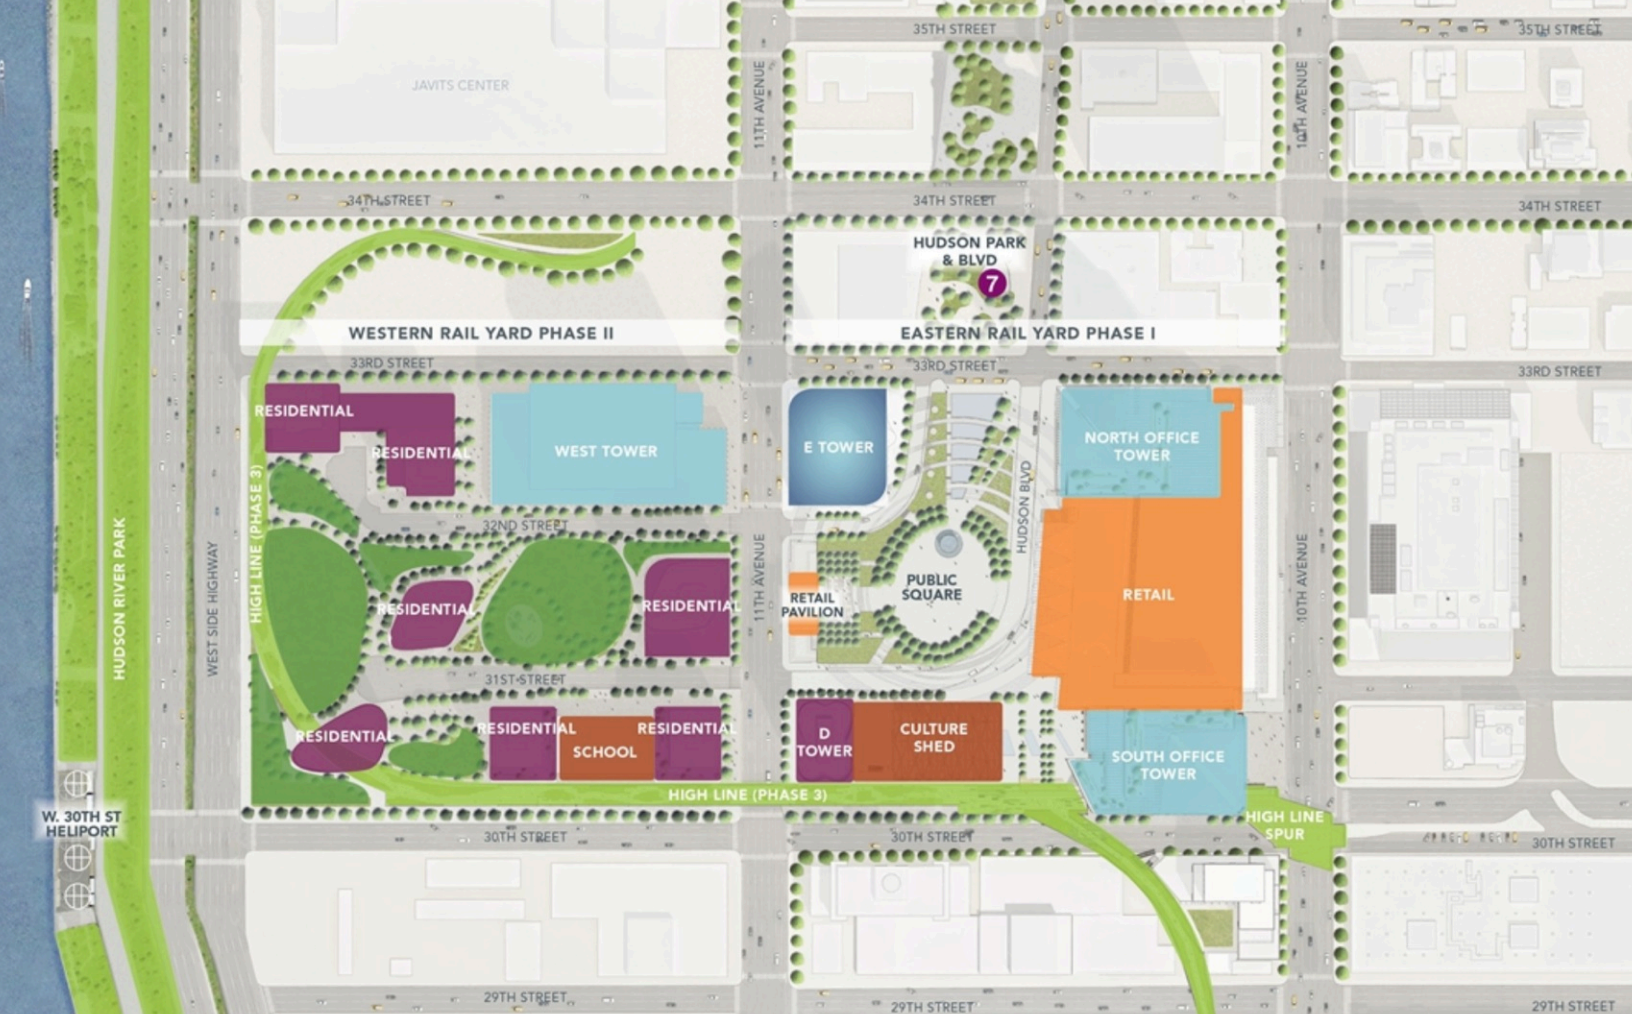 35TH STREET
35TH STREET
JAVITS CENTER
11TH AVENUE
10TH AVENUE
34TH STREET
34TH STREET
34TH STREET
HUDSON PARK
& BLVD
7
WESTERN RAIL YARD PHASE II
EASTERN RAIL YARD PHASE I
33RD STREET
33RD STREET
33RD STREET
RESIDENTIAL
RESIDENTIAL
WEST TOWER
E TOWER
NORTH OFFICE
TOWER
HUDSON BLVD
32ND STREET
HIGH LINE (PHASE 3)
HUDSON RIVER PARK
WEST SIDE HIGHWAY
11TH AVENUE
10TH AVENUE
RESIDENTIAL
RESIDENTIAL
RETAIL
PAVILION
PUBLIC
SQUARE
RETAIL
31ST STREET
RESIDENTIAL
RESIDENTIAL
SCHOOL
RESIDENTIAL
D
TOWER
CULTURE
SHED
SOUTH OFFICE
TOWER
HIGH LINE (PHASE 3)
W. 30TH ST
HELIPORT
HIGH LINE
SPUR
30TH STREET
30TH STREET
30TH STREET
29TH STREET
29TH STREET
29TH STREET